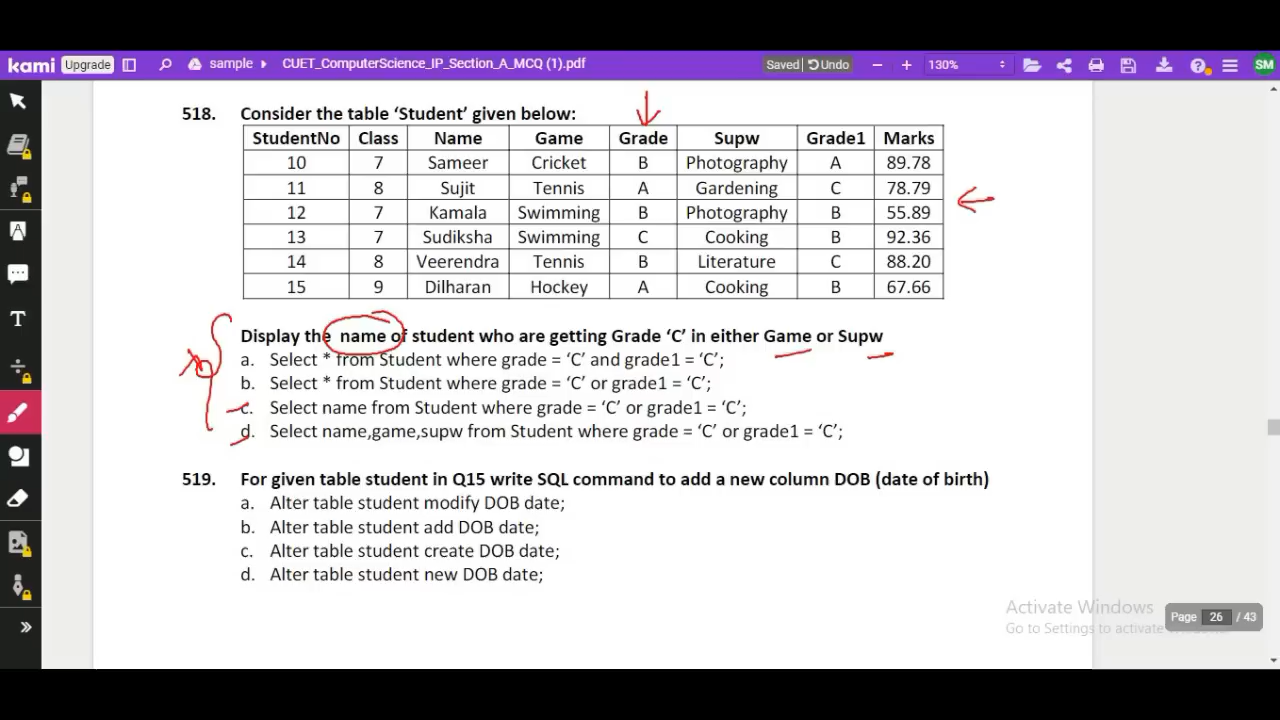 kami Upgrade sample CUET_ComputerScience_IP_Section_A_MCQ (1).pdf Saved Undo 130% SM
518. Consider the table ‘Student’ given below:
StudentNo Class Name Game Grade Supw Grade1 Marks
10 7 Sameer Cricket B Photography A 89.78
11 8 Sujit Tennis A Gardening C 78.79
12 7 Kamala Swimming B Photography B 55.89
13 7 Sudiksha Swimming C Cooking B 92.36
14 8 Veerendra Tennis B Literature C 88.20
15 9 Dilharan Hockey A Cooking B 67.66
Display the name of student who are getting Grade ‘C’ in either Game or Supw
a. Select * from Student where grade = ‘C’ and grade1 = ‘C’;
b. Select * from Student where grade = ‘C’ or grade1 = ‘C’;
c. Select name from Student where grade = ‘C’ or grade1 = ‘C’;
d. Select name,game,supw from Student where grade = ‘C’ or grade1 = ‘C’;
519. For given table student in Q15 write SQL command to add a new column DOB (date of birth)
a. Alter table student modify DOB date;
b. Alter table student add DOB date;
c. Alter table student create DOB date;
d. Alter table student new DOB date;
Activate Windows
Page 26 / 43
Go to Settings to activate